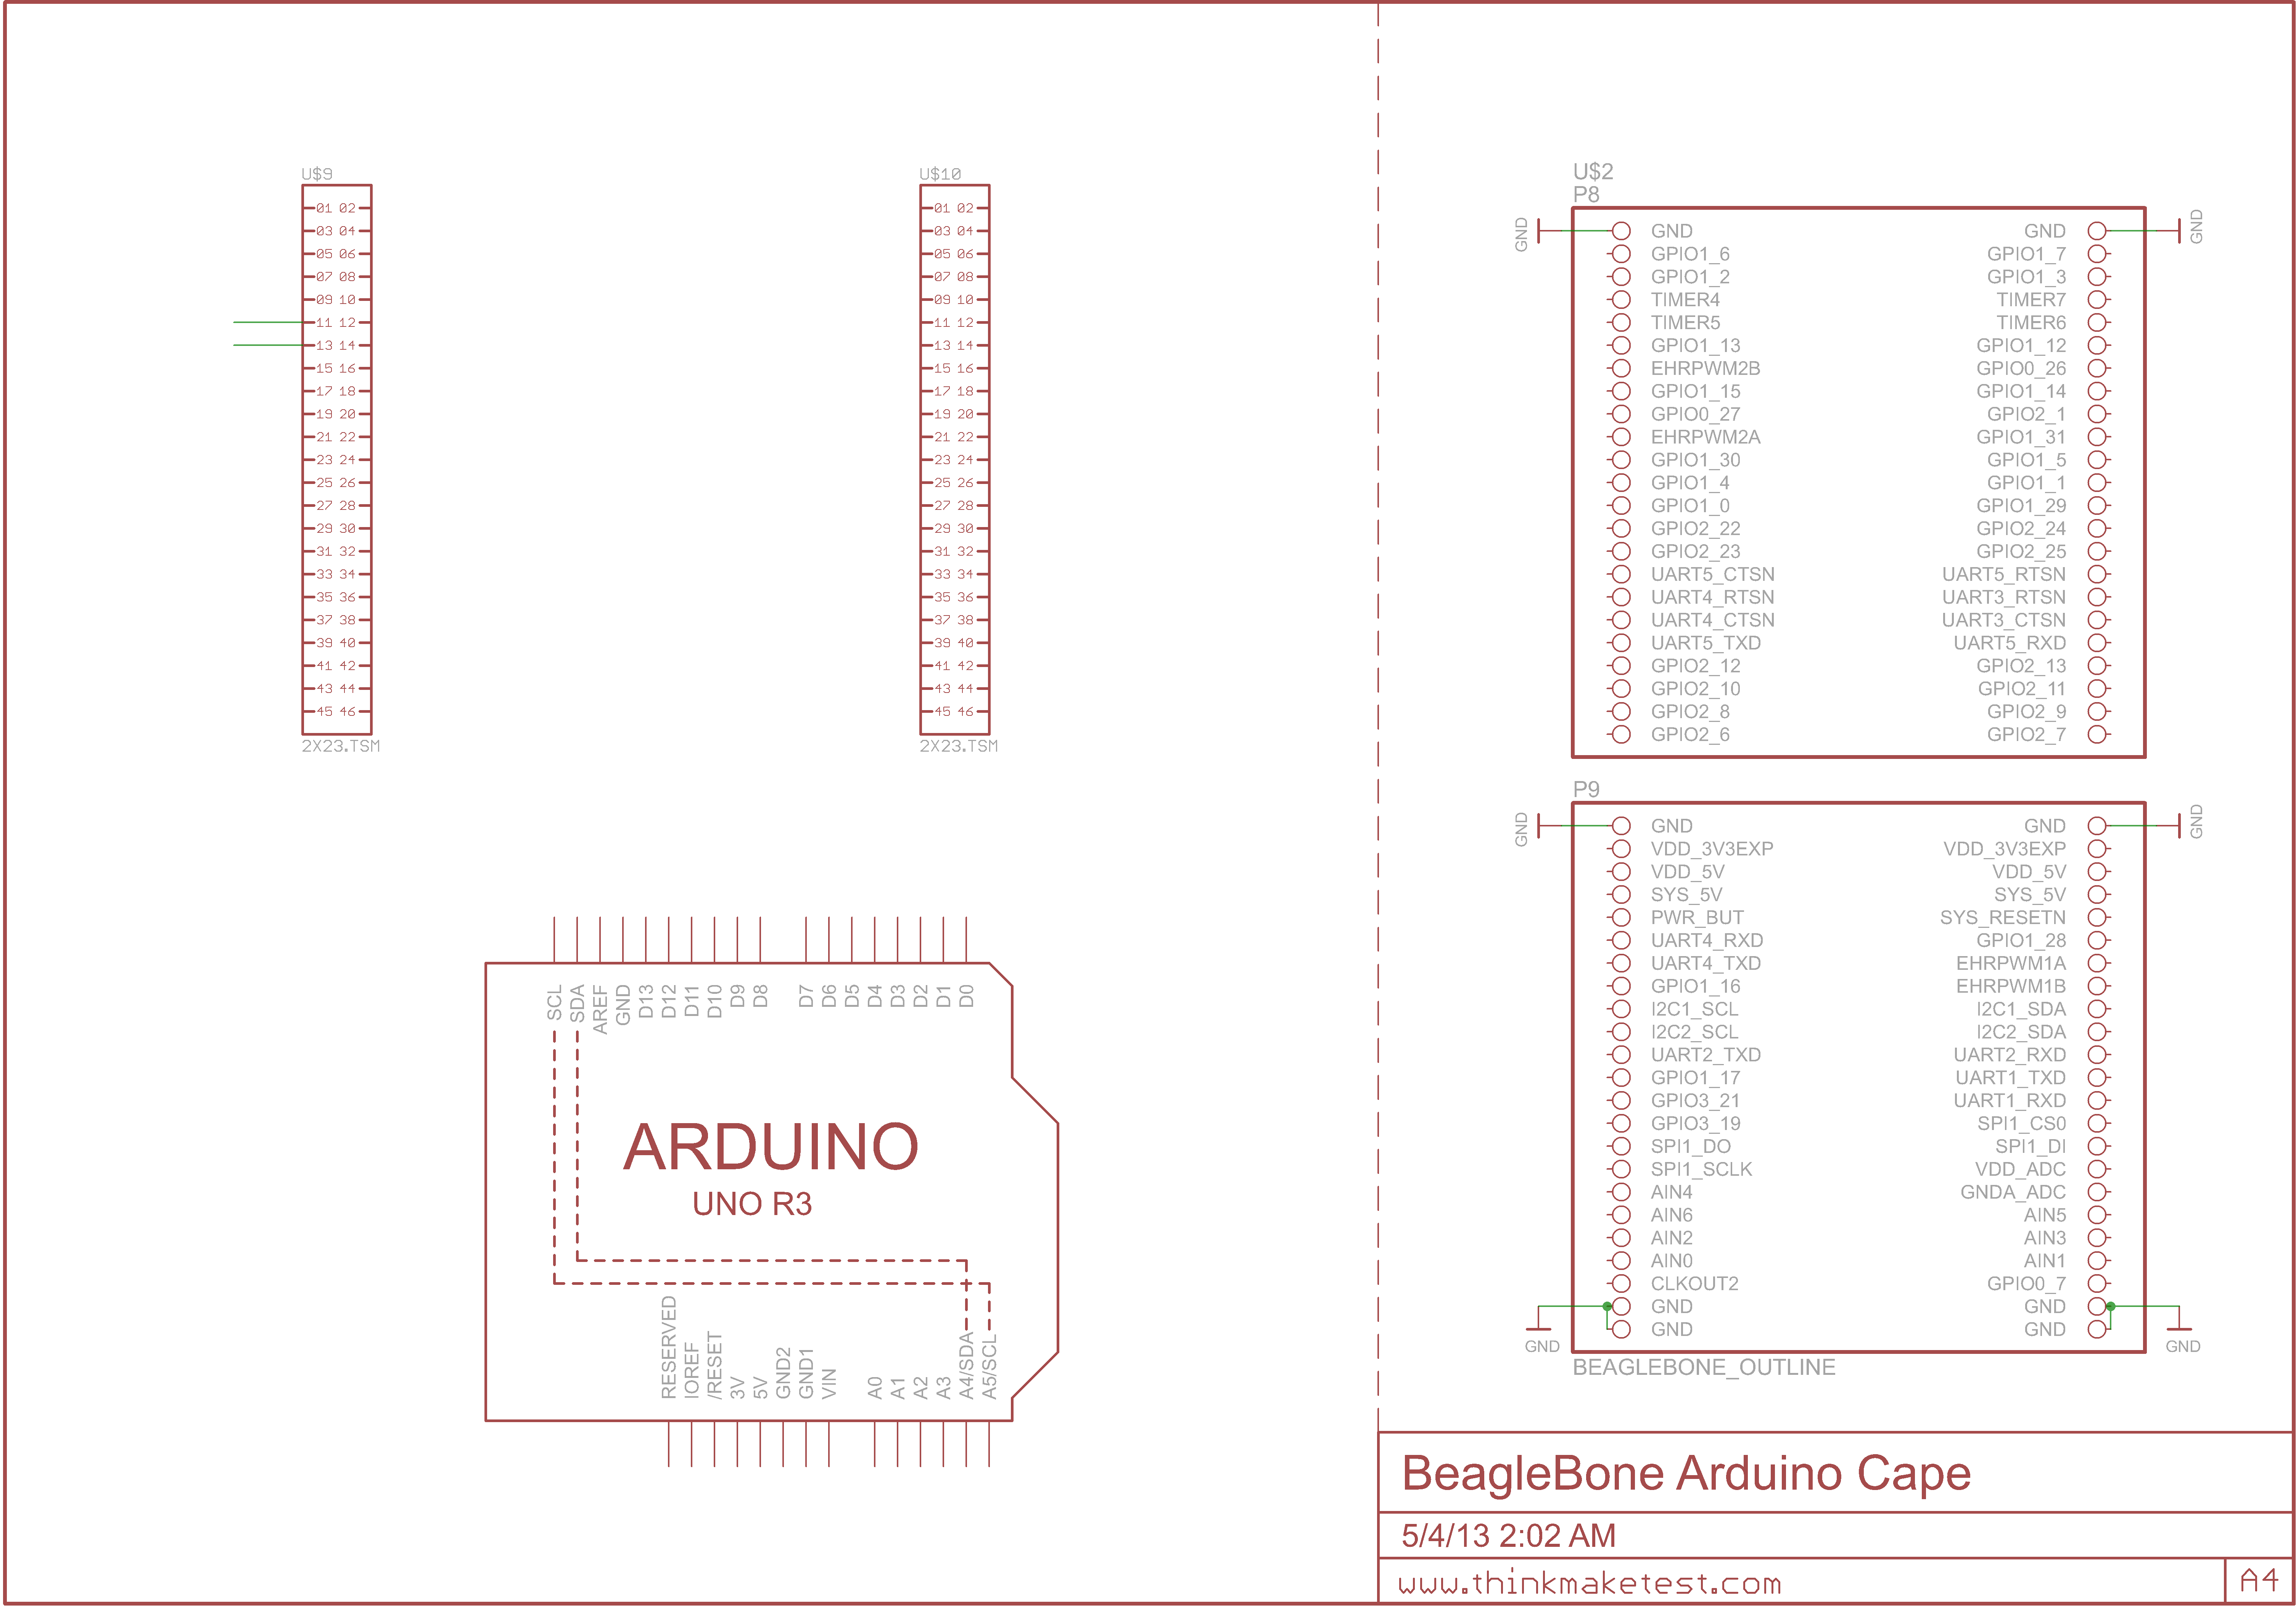 U$9
01 02
03 04
05 06
07 08
09 10
11 12
13 14
15 16
17 18
19 20
21 22
23 24
25 26
27 28
29 30
31 32
33 34
35 36
37 38
39 40
41 42
43 44
45 46
2X23.TSM
U$10
01 02
03 04
05 06
07 08
09 10
11 12
13 14
15 16
17 18
19 20
21 22
23 24
25 26
27 28
29 30
31 32
33 34
35 36
37 38
39 40
41 42
43 44
45 46
2X23.TSM
SCL SDA AREF GND D13 D12 D11 D10 D9 D8 D7 D6 D5 D4 D3 D2 D1 D0
ARDUINO
UNO R3
RESERVED IOREF /RESET 3V 5V GND2 GND1 VIN A0 A1 A2 A3 A4/SDA A5/SCL
U$2
P8
GND GND GND GND
GPIO1_6 GPIO1_7
GPIO1_2 GPIO1_3
TIMER4 TIMER7
TIMER5 TIMER6
GPIO1_13 GPIO1_12
EHRPWM2B GPIO0_26
GPIO1_15 GPIO1_14
GPIO0_27 GPIO2_1
EHRPWM2A GPIO1_31
GPIO1_30 GPIO1_5
GPIO1_4 GPIO1_1
GPIO1_0 GPIO1_29
GPIO2_22 GPIO2_24
GPIO2_23 GPIO2_25
UART5_CTSN UART5_RTSN
UART4_RTSN UART3_RTSN
UART4_CTSN UART3_CTSN
UART5_TXD UART5_RXD
GPIO2_12 GPIO2_13
GPIO2_10 GPIO2_11
GPIO2_8 GPIO2_9
GPIO2_6 GPIO2_7
P9
GND GND GND GND
VDD_3V3EXP VDD_3V3EXP
VDD_5V VDD_5V
SYS_5V SYS_5V
PWR_BUT SYS_RESETN
UART4_RXD GPIO1_28
UART4_TXD EHRPWM1A
GPIO1_16 EHRPWM1B
I2C1_SCL I2C1_SDA
I2C2_SCL I2C2_SDA
UART2_TXD UART2_RXD
GPIO1_17 UART1_TXD
GPIO3_21 UART1_RXD
GPIO3_19 SPI1_CS0
SPI1_DO SPI1_DI
SPI1_SCLK VDD_ADC
AIN4 GNDA_ADC
AIN6 AIN5
AIN2 AIN3
AIN0 AIN1
CLKOUT2 GPIO0_7
GND GND
GND GND
GND GND
BEAGLEBONE_OUTLINE
BeagleBone Arduino Cape
5/4/13 2:02 AM
www.thinkmaketest.com A4